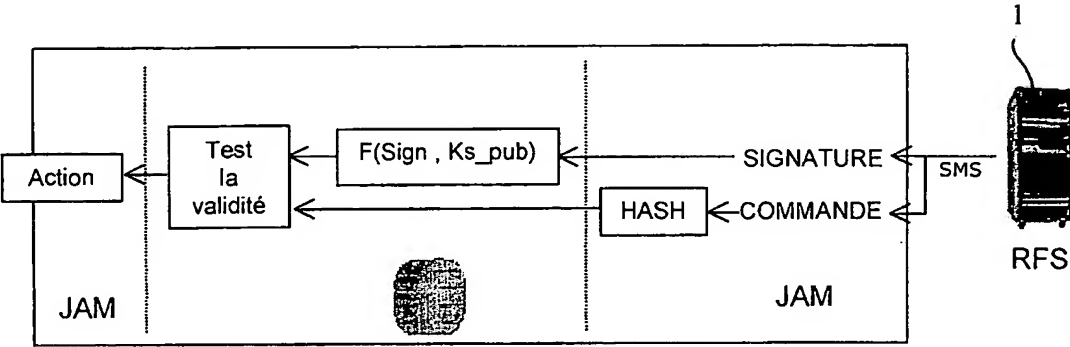 1
Action
Test
la
validité
F(Sign , Ks_pub)
SIGNATURE
SMS
HASH
COMMANDE
RFS
JAM
JAM